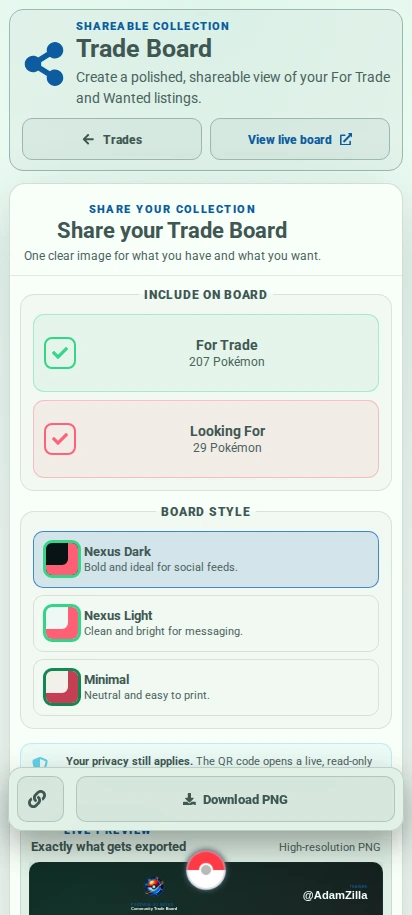 SHAREABLE COLLECTION
Trade Board
Create a polished, shareable view of your For Trade
and Wanted listings.
Trades
View live board
SHARE YOUR COLLECTION
Share your Trade Board
One clear image for what you have and what you want.
INCLUDE ON BOARD
For Trade
207 Pokémon
Looking For
29 Pokémon
BOARD STYLE
Nexus Dark
Bold and ideal for social feeds.
Nexus Light
Clean and bright for messaging.
Minimal
Neutral and easy to print.
Your privacy still applies. The QR code opens a live, read-only
Download PNG
LIVE PREVIEW
Exactly what gets exported
High-resolution PNG
@AdamZilla
Community Trade Board